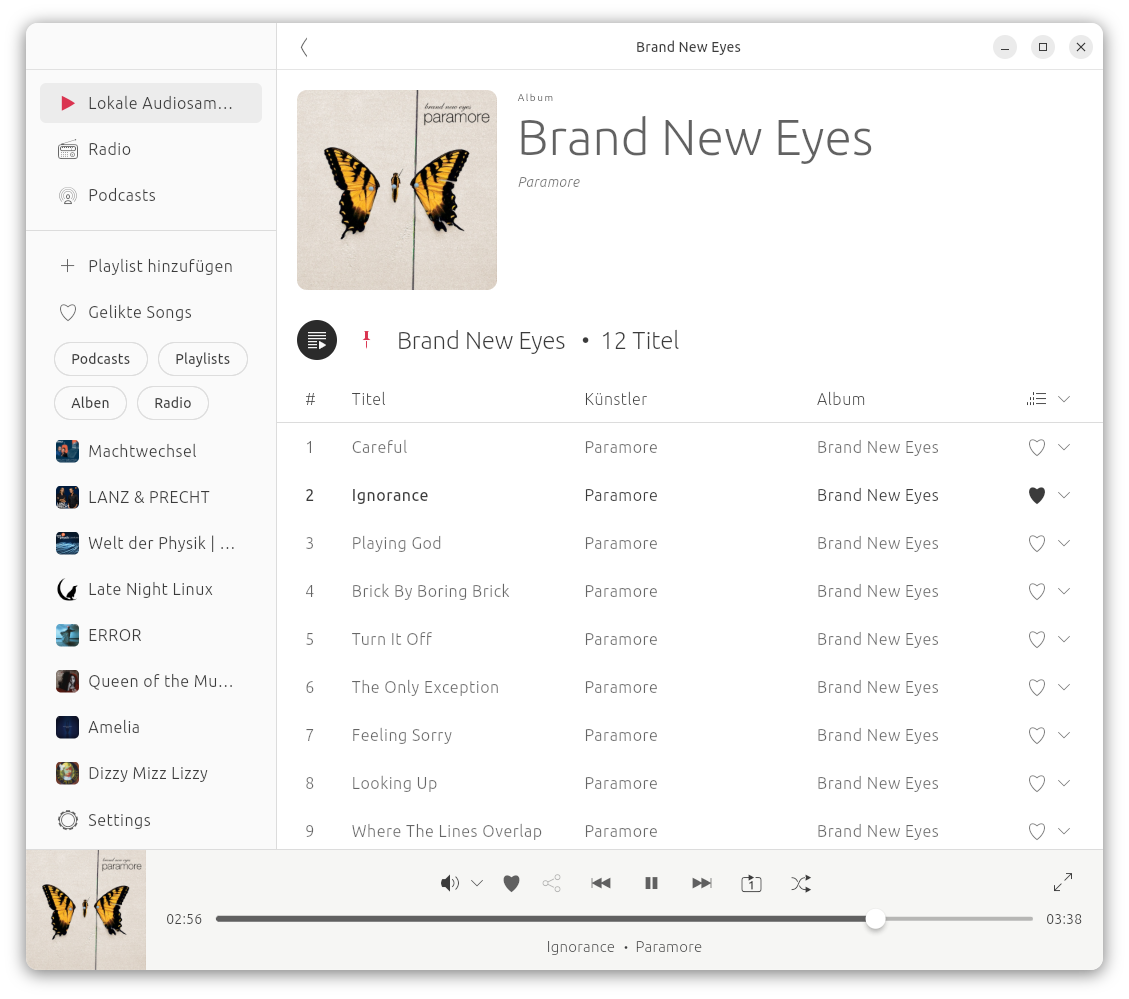 Brand New Eyes
Lokale Audiosam...
Radio
Podcasts
Playlist hinzufügen
Gelikte Songs
Podcasts
Playlists
Alben
Radio
Machtwechsel
LANZ & PRECHT
Welt der Physik | ...
Late Night Linux
ERROR
Queen of the Mu...
Amelia
Dizzy Mizz Lizzy
Settings
brand new eyes
paramore
Album
Brand New Eyes
Paramore
Brand New Eyes • 12 Titel
# Titel Künstler Album
1 Careful Paramore Brand New Eyes
2 Ignorance Paramore Brand New Eyes
3 Playing God Paramore Brand New Eyes
4 Brick By Boring Brick Paramore Brand New Eyes
5 Turn It Off Paramore Brand New Eyes
6 The Only Exception Paramore Brand New Eyes
7 Feeling Sorry Paramore Brand New Eyes
8 Looking Up Paramore Brand New Eyes
9 Where The Lines Overlap Paramore Brand New Eyes
brand new eyes
paramore
1
02:56
03:38
Ignorance • Paramore